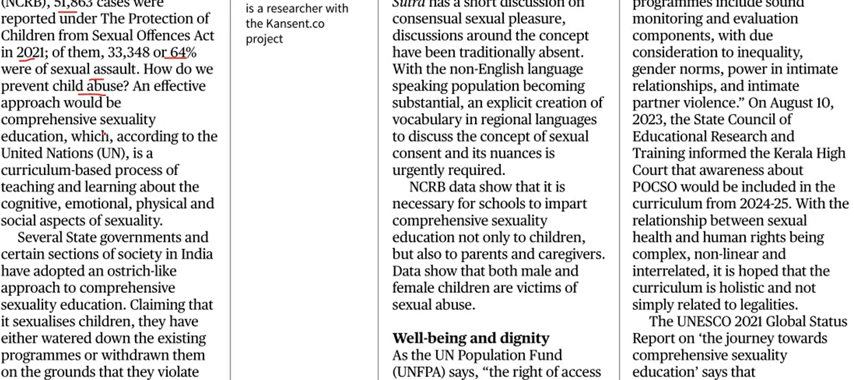 (NCRB), 51,863 cases were
reported under The Protection of
Children from Sexual Offences Act
in 2021; of them, 33,348 or 64%
were of sexual assault. How do we
prevent child abuse? An effective
approach would be
comprehensive sexuality
education, which, according to the
United Nations (UN), is a
curriculum-based process of
teaching and learning about the
cognitive, emotional, physical and
social aspects of sexuality.
Several State governments and
certain sections of society in India
have adopted an ostrich-like
approach to comprehensive
sexuality education. Claiming that
it sexualises children, they have
either watered down the existing
programmes or withdrawn them
on the grounds that they violate
is a researcher with
the Kansent.co
project
Sutra has a short discussion on
consensual sexual pleasure,
discussions around the concept
have been traditionally absent.
With the non-English language
speaking population becoming
substantial, an explicit creation of
vocabulary in regional languages
to discuss the concept of sexual
consent and its nuances is
urgently required.
NCRB data show that it is
necessary for schools to impart
comprehensive sexuality
education not only to children,
but also to parents and caregivers.
Data show that both male and
female children are victims of
sexual abuse.
Well-being and dignity
As the UN Population Fund
(UNFPA) says, “the right of access
programmes include sound
monitoring and evaluation
components, with due
consideration to inequality,
gender norms, power in intimate
relationships, and intimate
partner violence.” On August 10,
2023, the State Council of
Educational Research and
Training informed the Kerala High
Court that awareness about
POCSO would be included in the
curriculum from 2024-25. With the
relationship between sexual
health and human rights being
complex, non-linear and
interrelated, it is hoped that the
curriculum is holistic and not
simply related to legalities.
The UNESCO 2021 Global Status
Report on ‘the journey towards
comprehensive sexuality
education’ says that